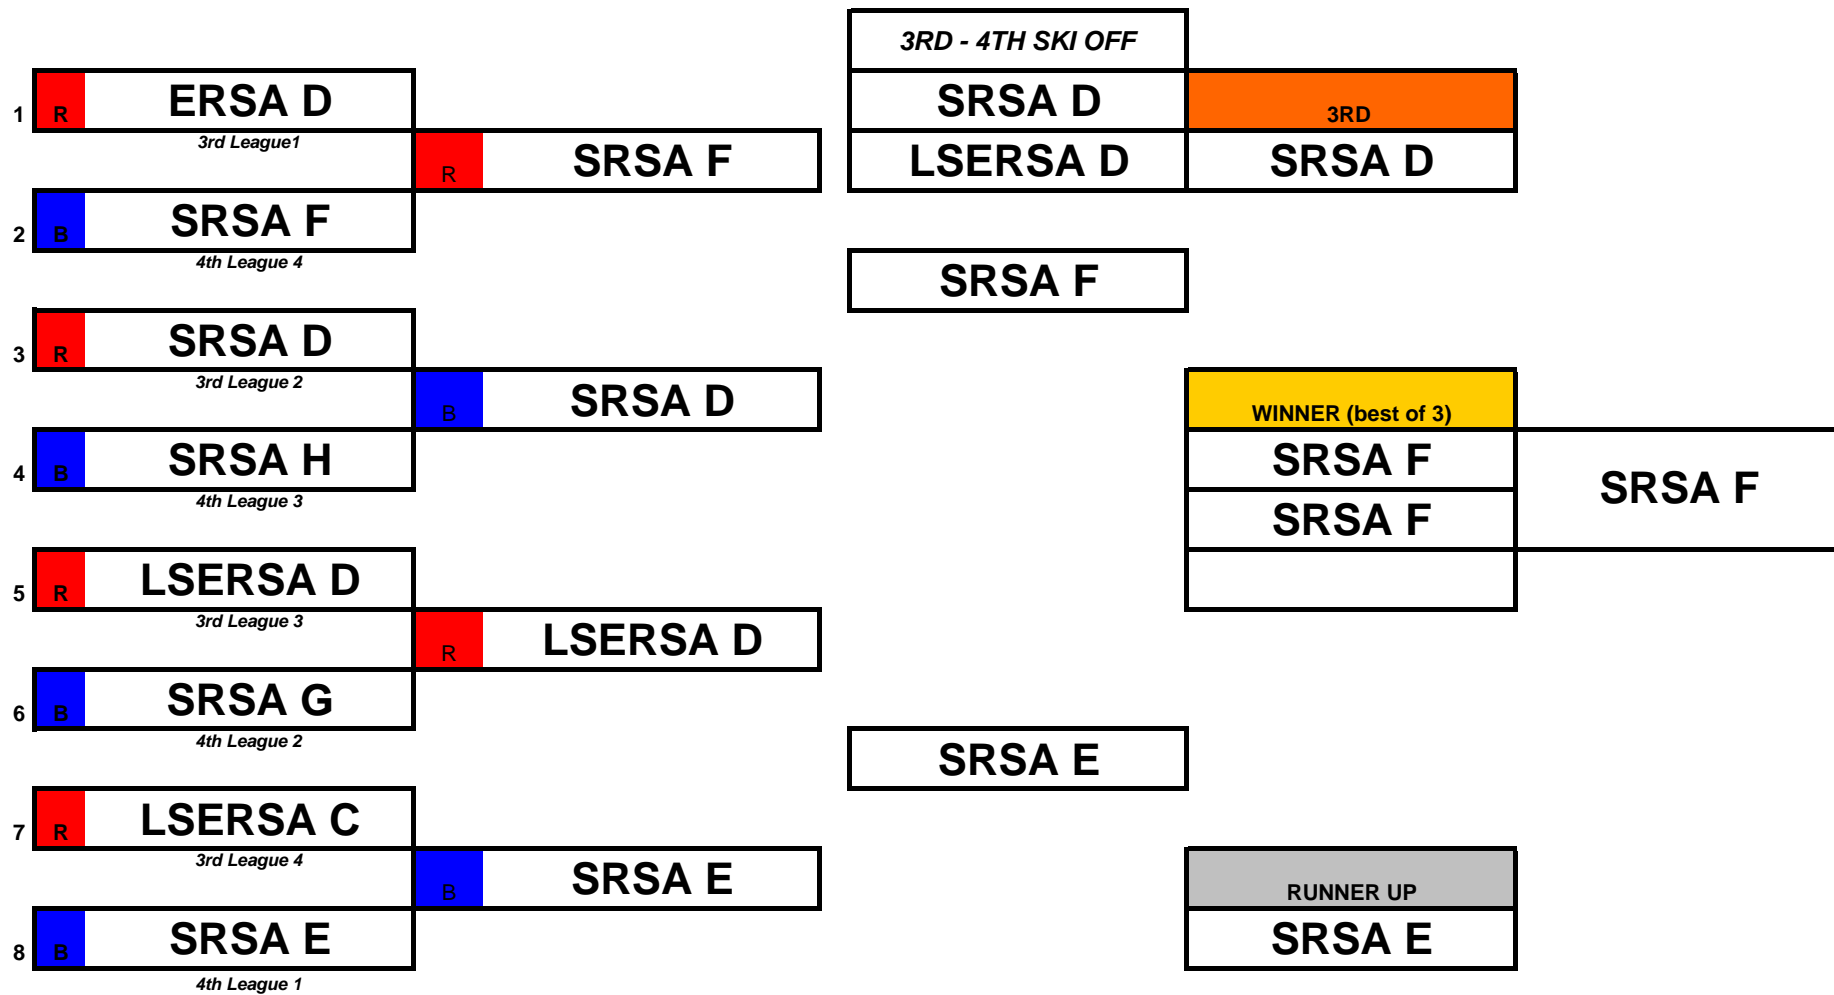 3RD - 4TH SKI OFF
1 R ERSA D
3rd League1
2 B SRSA F
4th League 4
R SRSA F
SRSA D
LSERSA D
3RD
SRSA D
3 R SRSA D
3rd League 2
4 B SRSA H
4th League 3
B SRSA D
SRSA F
5 R LSERSA D
3rd League 3
6 B SRSA G
4th League 2
R LSERSA D
WINNER (best of 3)
SRSA F
SRSA F
SRSA F
7 R LSERSA C
3rd League 4
8 B SRSA E
4th League 1
B SRSA E
SRSA E
RUNNER UP
SRSA E